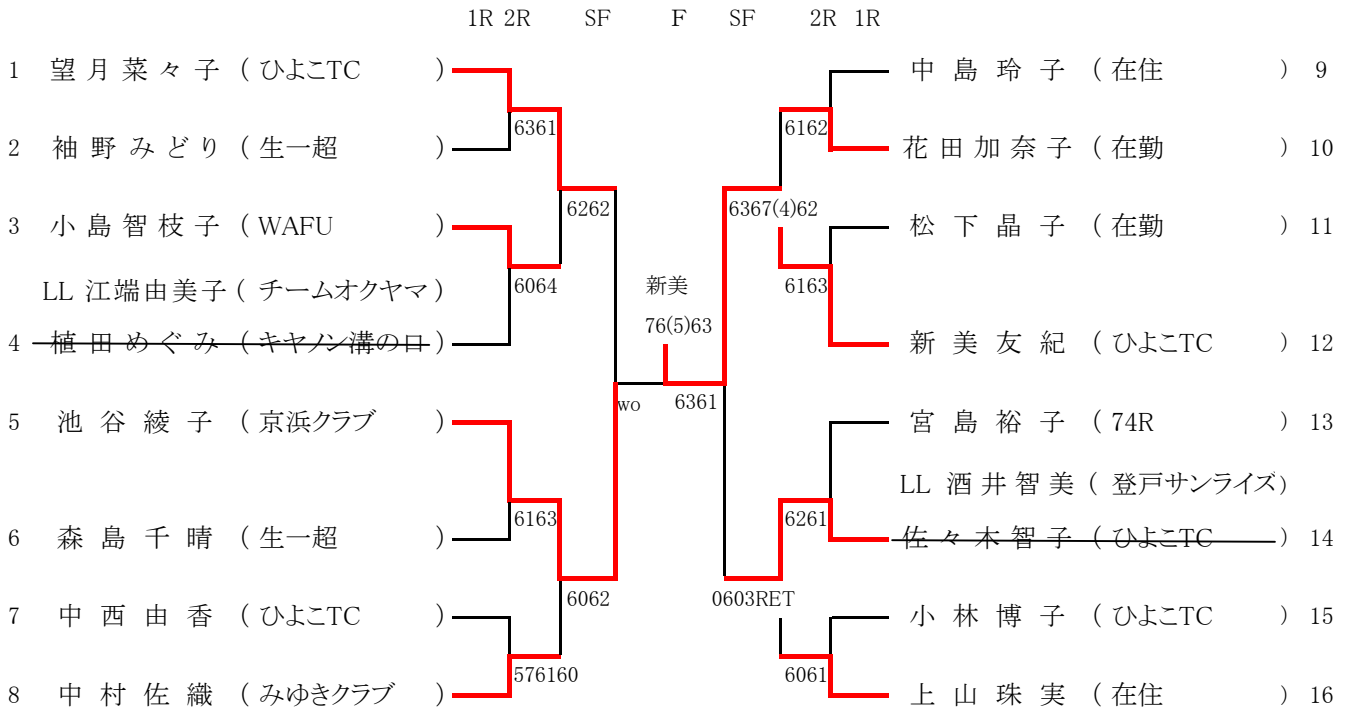 1R 2R SF F SF 2R 1R
1 望月菜々子 ( ひよこTC ) 中島玲子 ( 在住 ) 9
6361 6162
2 袖野みどり ( 生一超 ) 花田加奈子 ( 在勤 ) 10
6262 6367(4)62
3 小島智枝子 ( WAFU ) 松下晶子 ( 在勤 ) 11
6064 新美 6163
LL 江端由美子 ( チームオクヤマ )
76(5)63
4 植田めぐみ ( キヤノン溝の口 ) 新美友紀 ( ひよこTC ) 12
wo 6361
5 池谷綾子 ( 京浜クラブ ) 宮島裕子 ( 74R ) 13
LL 酒井智美 ( 登戸サンライズ )
6163 6261
6 森島千晴 ( 生一超 ) 佐々木智子 ( ひよこTC ) 14
6062 0603RET
7 中西由香 ( ひよこTC ) 小林博子 ( ひよこTC ) 15
576160 6061
8 中村佐織 ( みゆきクラブ ) 上山珠実 ( 在住 ) 16